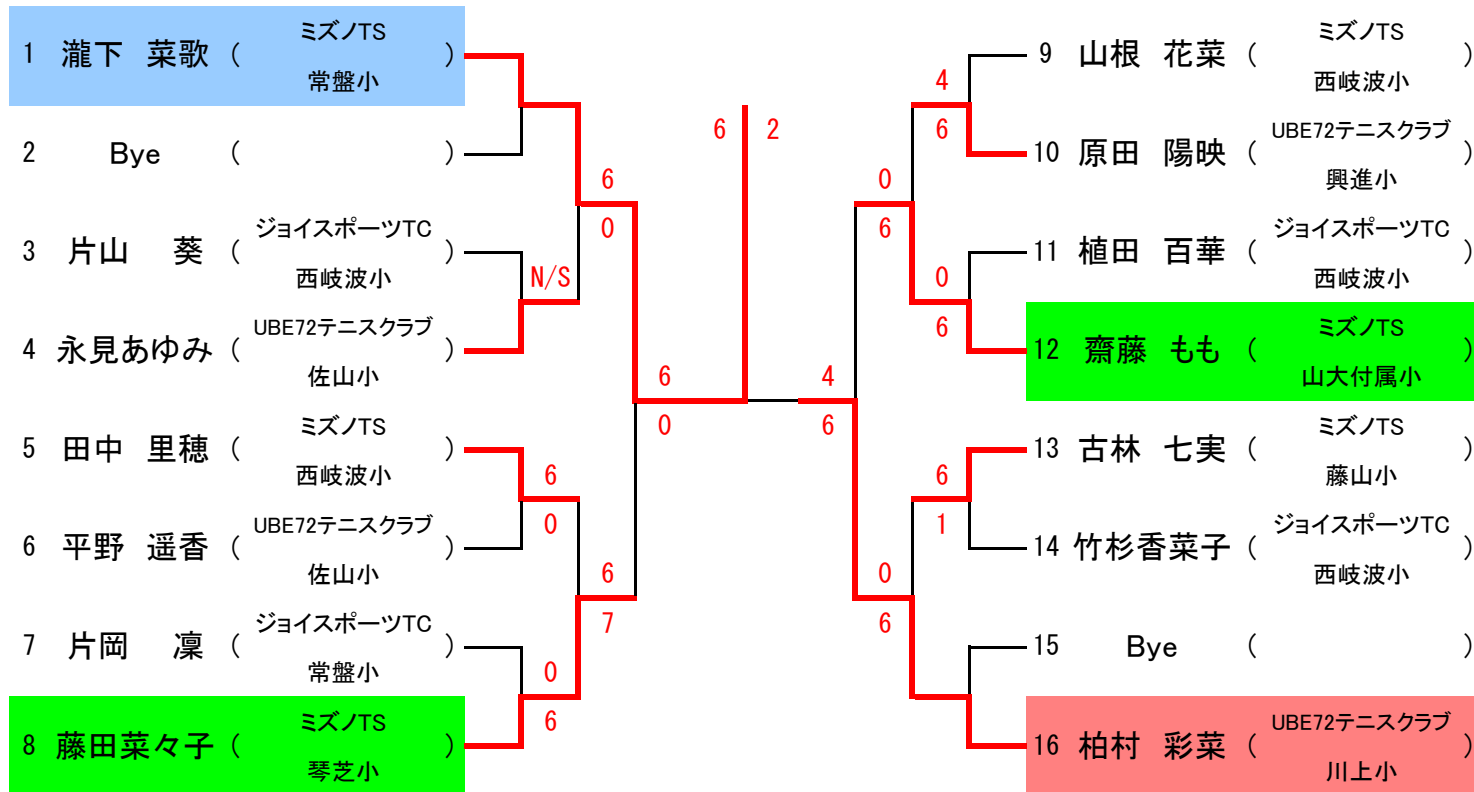 1 瀧下 菜歌 ( ミズノTS 常盤小 )
2 Bye ( )
3 片山 葵 ( ジョイスポーツTC 西岐波小 )
4 永見あゆみ ( UBE72テニスクラブ 佐山小 )
5 田中 里穂 ( ミズノTS 西岐波小 )
6 平野 遥香 ( UBE72テニスクラブ 佐山小 )
7 片岡 凜 ( ジョイスポーツTC 常盤小 )
8 藤田菜々子 ( ミズノTS 琴芝小 )
6
0
N/S
6
0
6
7
0
6
6
0
6 2
4
6
4
6
0
6
0
6
6
1
0
6
9 山根 花菜 ( ミズノTS 西岐波小 )
10 原田 陽映 ( UBE72テニスクラブ 興進小 )
11 植田 百華 ( ジョイスポーツTC 西岐波小 )
12 齋藤 もも ( ミズノTS 山大付属小 )
13 古林 七実 ( ミズノTS 藤山小 )
14 竹杉香菜子 ( ジョイスポーツTC 西岐波小 )
15 Bye ( )
16 柏村 彩菜 ( UBE72テニスクラブ 川上小 )